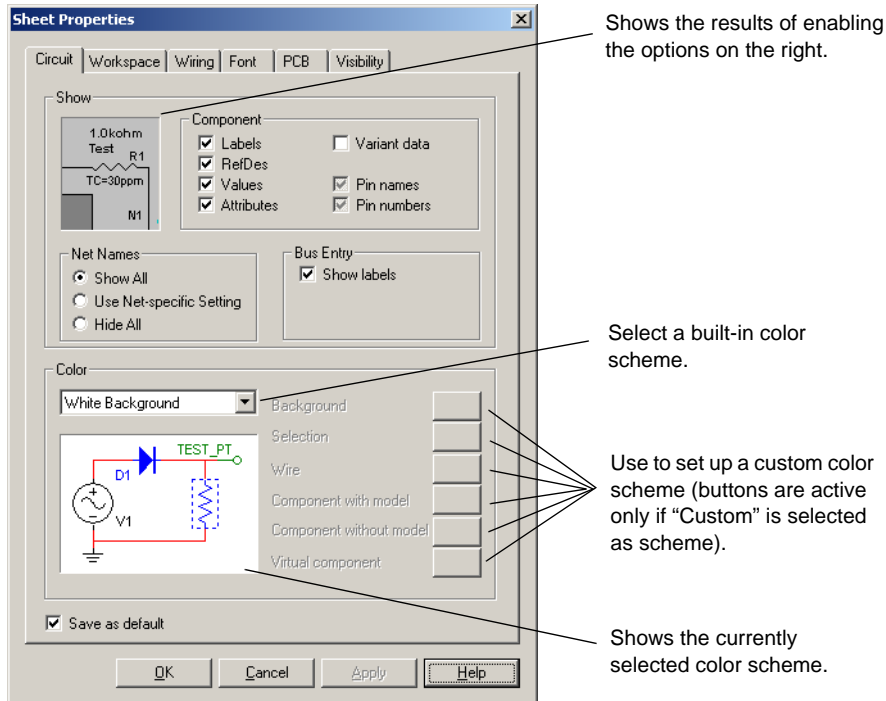 Sheet Properties
Circuit Workspace Wiring Font PCB Visibility
Show
1.0kohm
Test
R1
TC=30ppm
N1
Component
Labels
Variant data
RefDes
Values
Pin names
Attributes
Pin numbers
Net Names
Show All
Use Net-specific Setting
Hide All
Bus Entry
Show labels
Color
White Background
TEST_PT
D1
V1
Background
Selection
Wire
Component with model
Component without model
Virtual component
Save as default
OK Cancel Apply Help
Shows the results of enabling
the options on the right.
Select a built-in color
scheme.
Use to set up a custom color
scheme (buttons are active
only if “Custom” is selected
as scheme).
Shows the currently
selected color scheme.